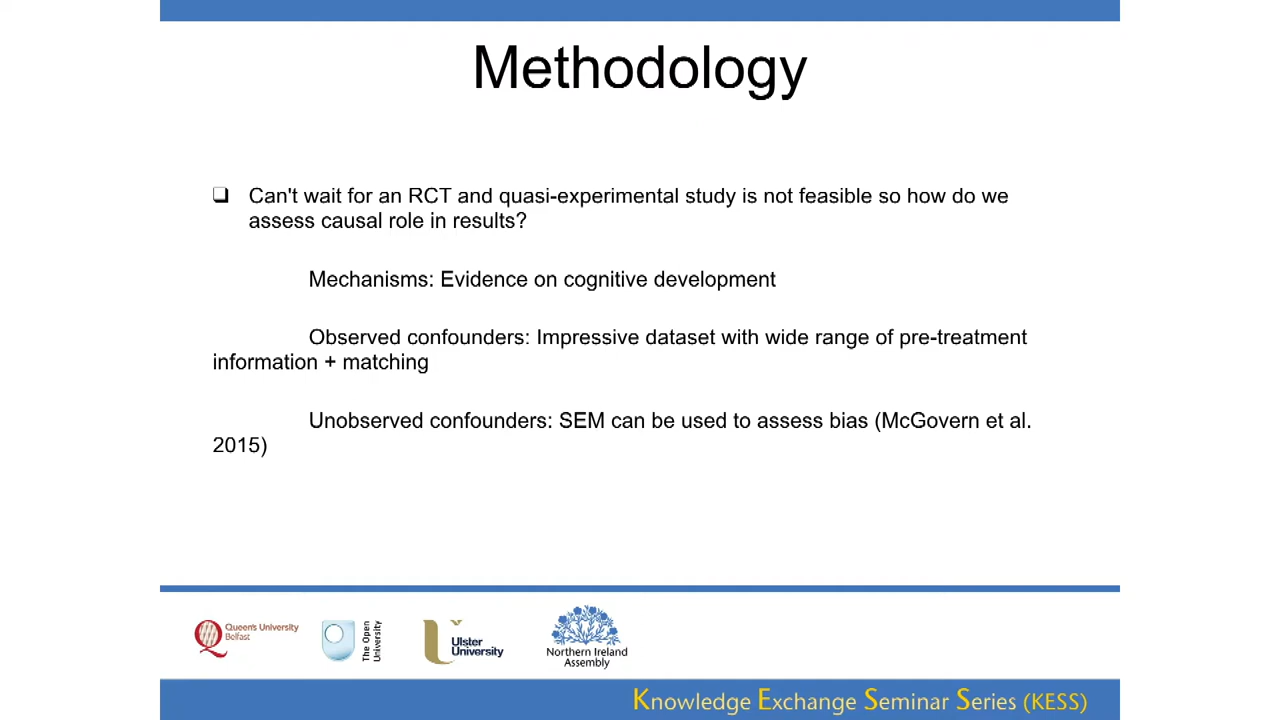 Methodology
❑ Can't wait for an RCT and quasi-experimental study is not feasible so how do we
assess causal role in results?
Mechanisms: Evidence on cognitive development
Observed confounders: Impressive dataset with wide range of pre-treatment
information + matching
Unobserved confounders: SEM can be used to assess bias (McGovern et al.
2015)
Queen's University
Belfast
The Open
University
Ulster
University
Northern Ireland
Assembly
Knowledge Exchange Seminar Series (KESS)